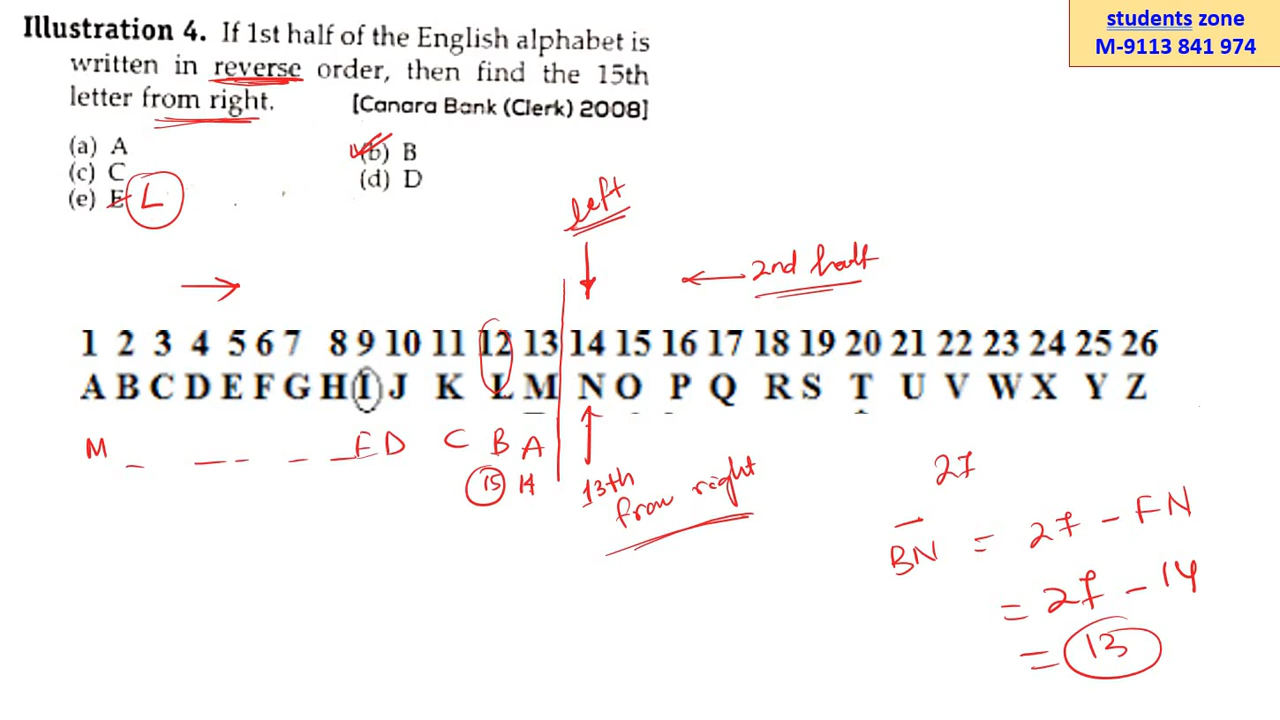 students zone
M-9113 841 974
Illustration 4. If 1st half of the English alphabet is
written in reverse order, then find the 15th
letter from right. [Canara Bank (Clerk) 2008]
(a) A (b) B
(c) C (d) D
(e) E L
left
2nd half
1 2 3 4 5 6 7 8 9 10 11 12 13 14 15 16 17 18 19 20 21 22 23 24 25 26
A B C D E F G H I J K L M N O P Q R S T U V W X Y Z
M E D C B A
15 14 13th
from right
27
BN = 27 - FN
= 27 - 14
= 13